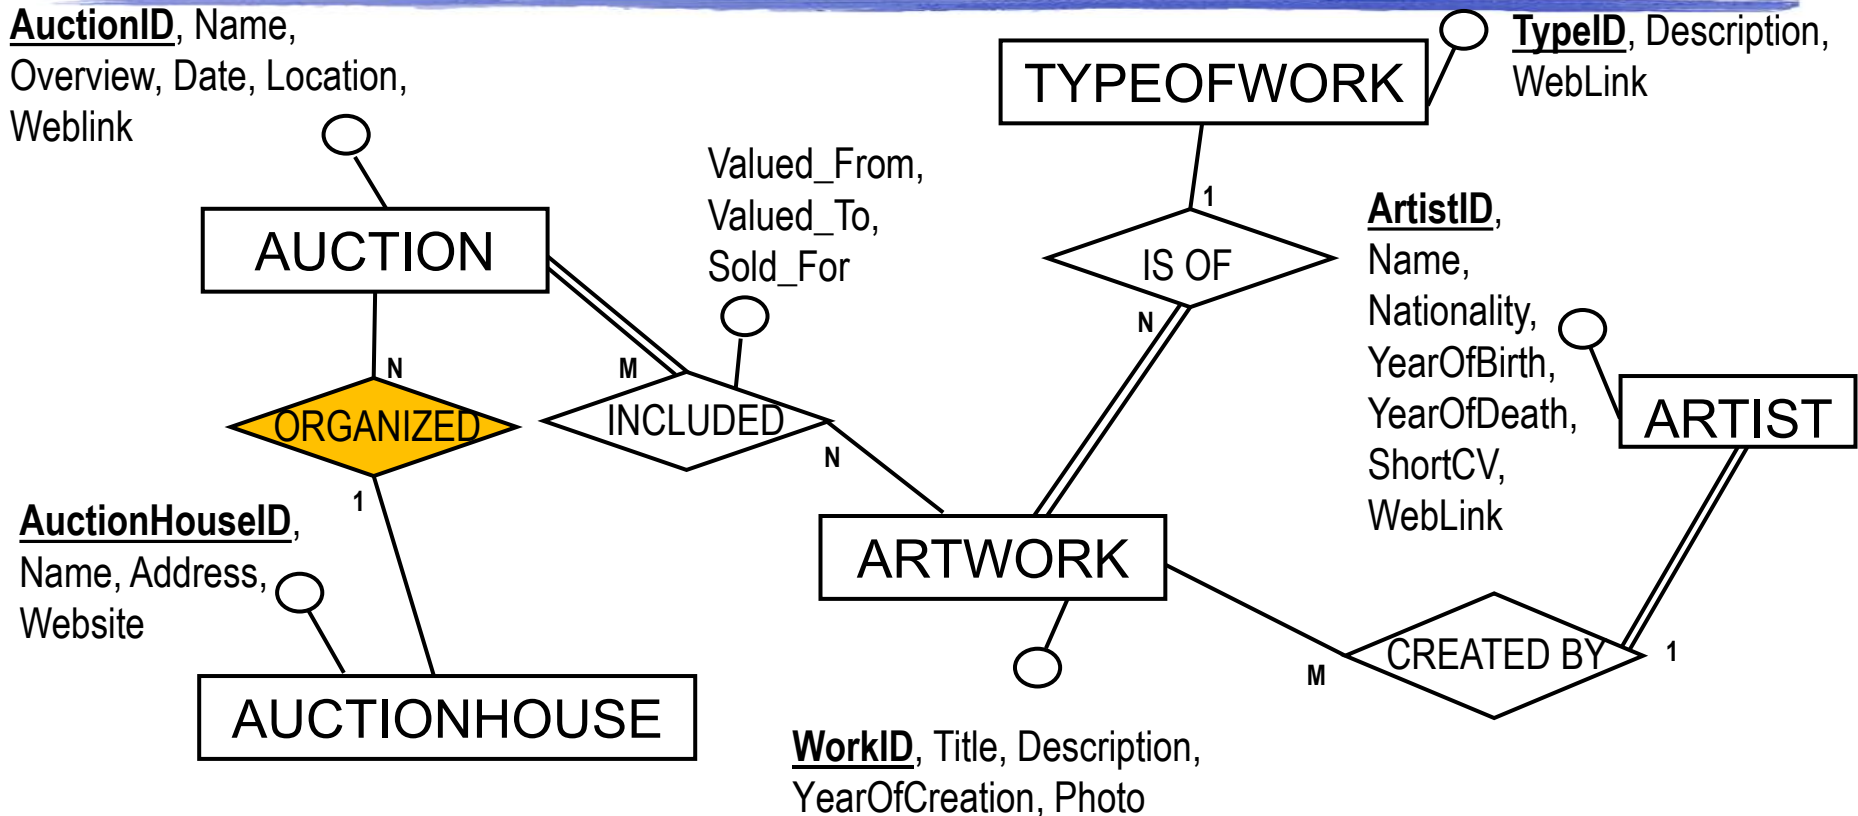 AuctionID, Name,
Overview, Date, Location,
Weblink
AUCTION
N
ORGANIZED
1
AuctionHouseID,
Name, Address,
Website
AUCTIONHOUSE
Valued_From,
Valued_To,
Sold_For
M
INCLUDED
N
TYPEOFWORK
TypeID, Description,
WebLink
1
IS OF
N
ArtistID,
Name,
Nationality,
YearOfBirth,
YearOfDeath,
ShortCV,
WebLink
ARTIST
ARTWORK
M
CREATED BY
1
WorkID, Title, Description,
YearOfCreation, Photo